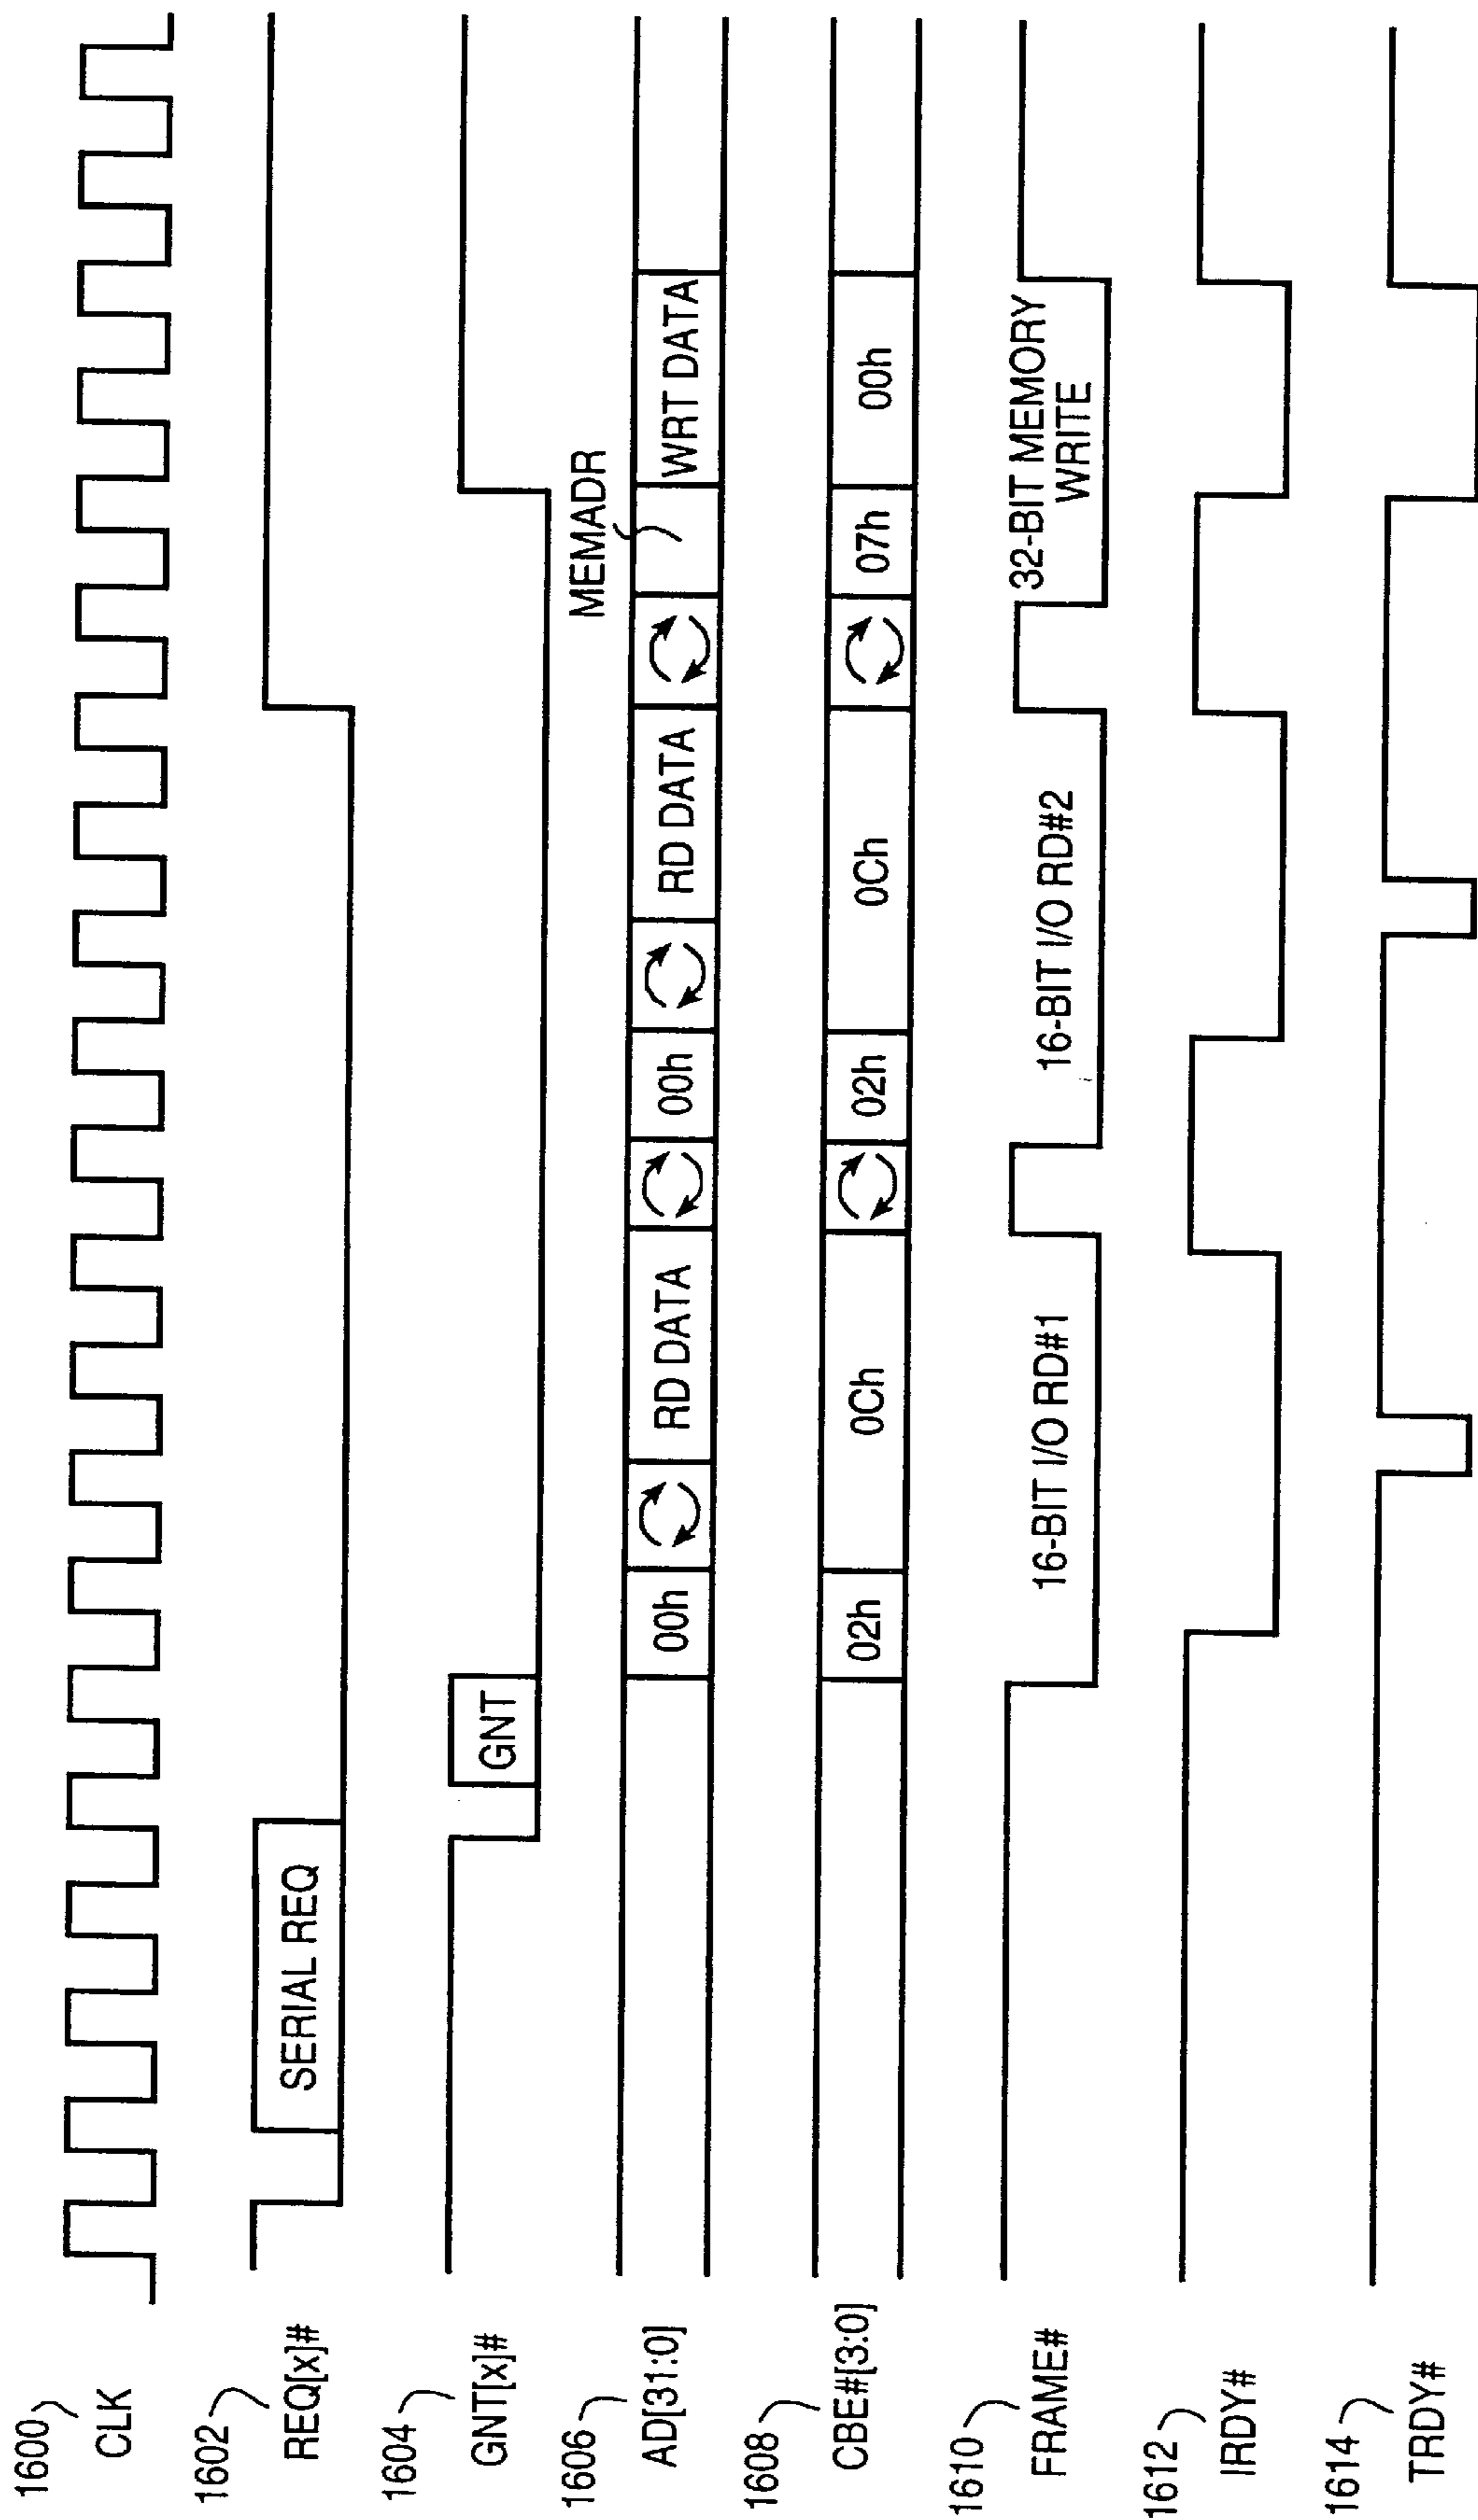 1600
CLK
1602
REQ[x]#
SERIAL REQ
1604
GNT[x]#
GNT
1606
AD[31:0]
00h
RD DATA
00h
RD DATA
MEMADR
WRT DATA
1608
CBE#[3:0]
02h
0Ch
02h
0Ch
07h
00h
1610
FRAME#
16-BIT I/O RD#1
16-BIT I/O RD#2
32-BIT MEMORY
WRITE
1612
IRDY#
1614
TRDY#